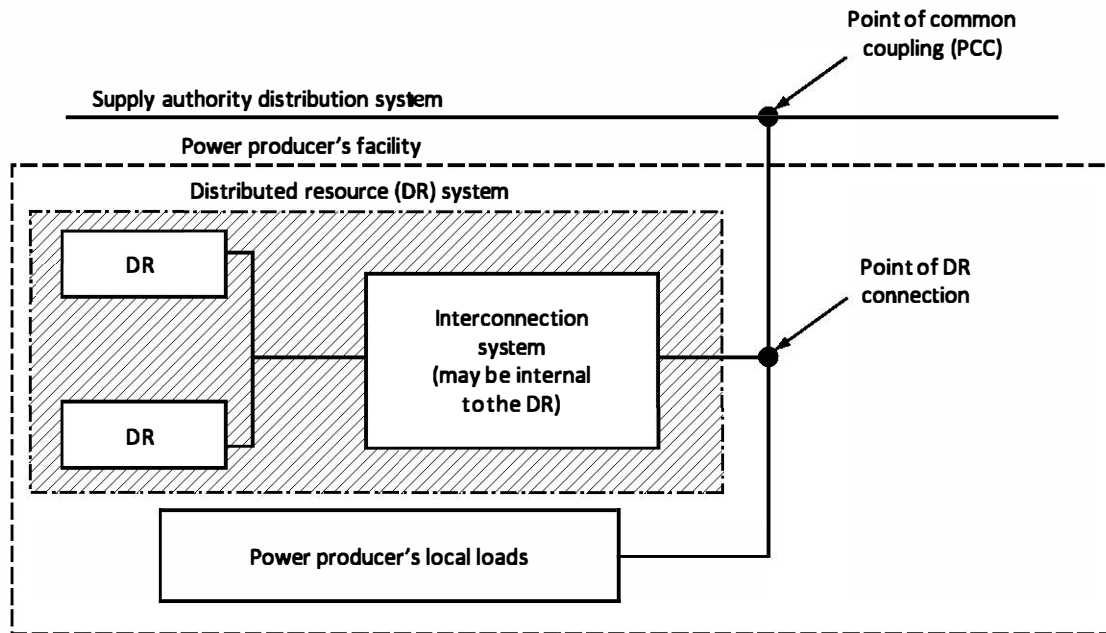 Point of common
coupling (PCC)
Supply authority distribution system
Power producer's facility
Distributed resource (DR) system
DR
Point of DR
connection
Interconnection
system
(may be internal
to the DR)
DR
Power producer's local loads